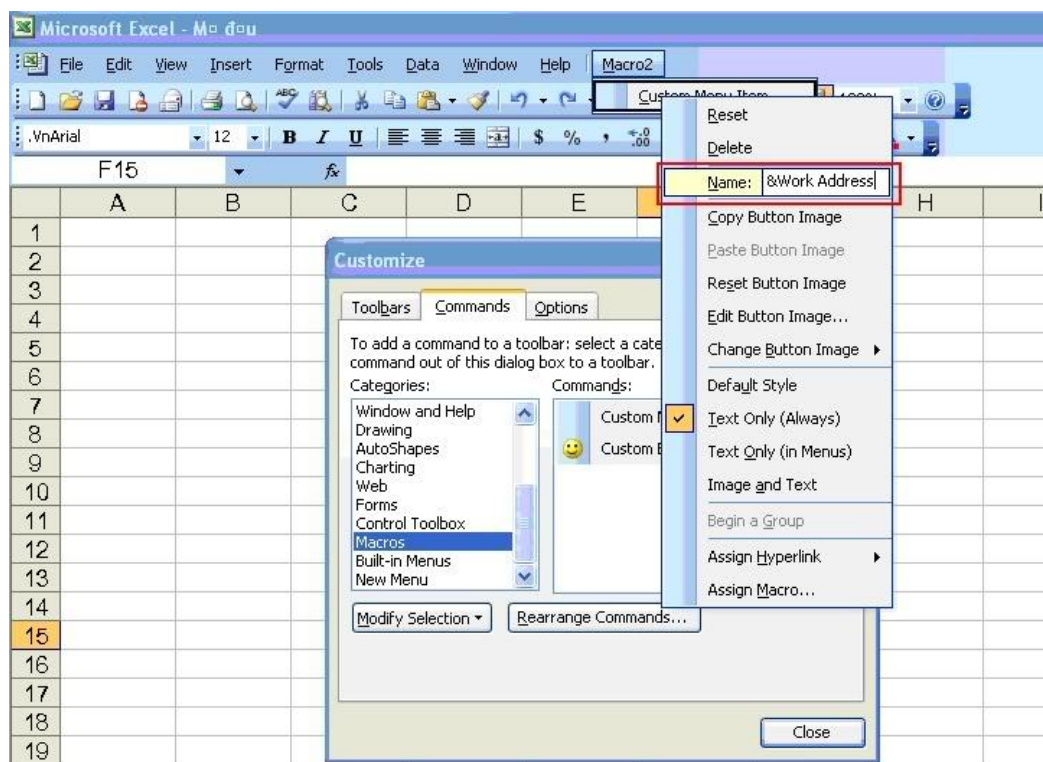 Microsoft Excel - M¤ đ¤u
File Edit View Insert Format Tools Data Window Help Macro2
Custom Menu Item
.VnArial 12 B I U $ % ,
F15 fx
A B C D E H
1
2
3
4
5
6
7
8
9
10
11
12
13
14
15
16
17
18
19
Customize
Toolbars Commands Options
To add a command to a toolbar: select a cate
command out of this dialog box to a toolbar.
Categories: Commands:
Window and Help
Drawing
AutoShapes
Charting
Web
Forms
Control Toolbox
Macros
Built-in Menus
New Menu
Custom
Custom
Modify Selection
Rearrange Commands...
Close
Reset
Delete
Name: &Work Address
Copy Button Image
Paste Button Image
Reset Button Image
Edit Button Image...
Change Button Image
Default Style
Text Only (Always)
Text Only (in Menus)
Image and Text
Begin a Group
Assign Hyperlink
Assign Macro...